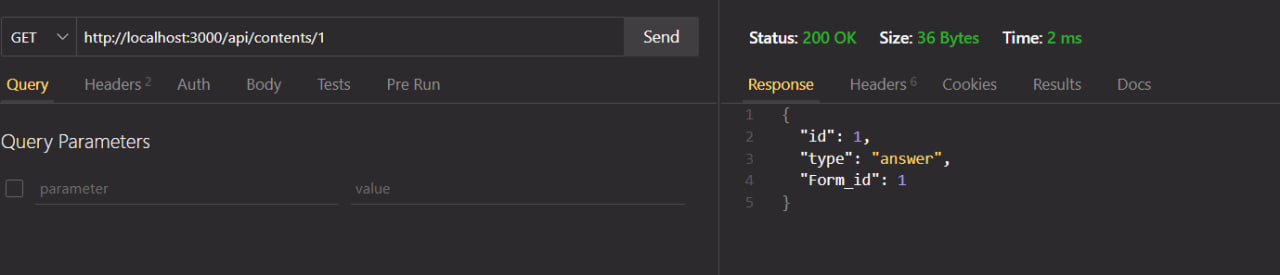 GET http://localhost:3000/api/contents/1 Send
Query Headers 2 Auth Body Tests Pre Run
Query Parameters
parameter value
Status: 200 OK Size: 36 Bytes Time: 2 ms
Response Headers 6 Cookies Results Docs
1 {
2 "id": 1,
3 "type": "answer",
4 "Form_id": 1
5 }